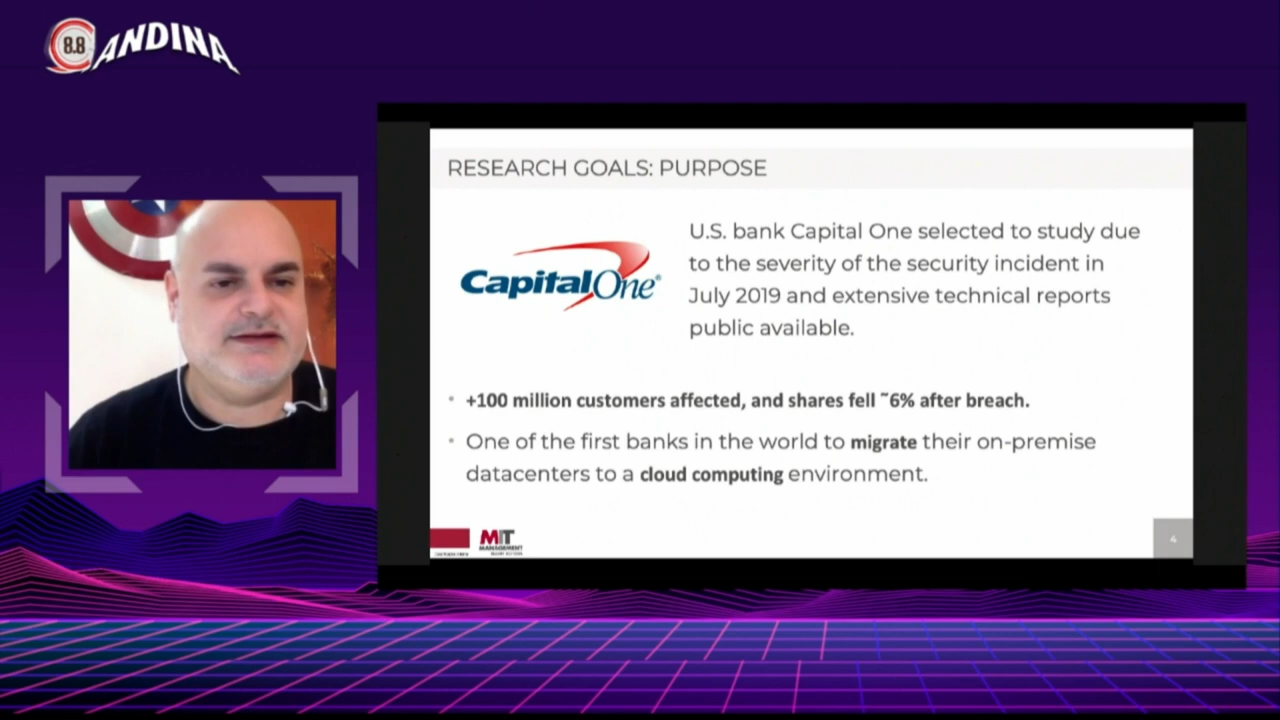 8.8 ANDINA
RESEARCH GOALS: PURPOSE
CapitalOne®
U.S. bank Capital One selected to study due
to the severity of the security incident in
July 2019 and extensive technical reports
public available.
+100 million customers affected, and shares fell ~6% after breach.
One of the first banks in the world to migrate their on-premise
datacenters to a cloud computing environment.
MIT
MANAGEMENT
4